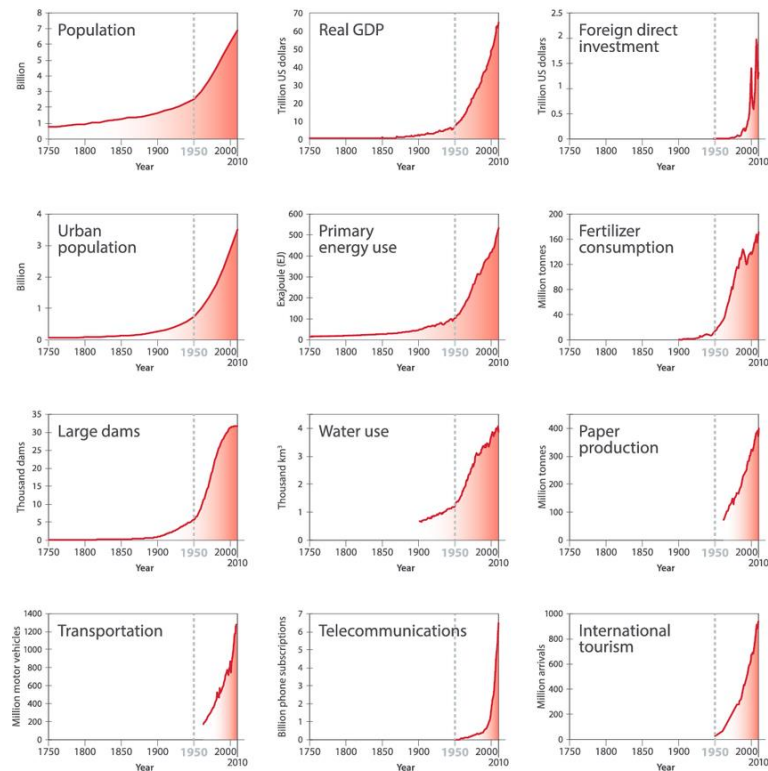 Population
Billion
8
7
6
5
4
3
2
1
0
1750 1800 1850 1900 1950 2000 2010
Year
Real GDP
Trillion US dollars
70
60
50
40
30
20
10
0
1750 1800 1850 1900 1950 2000 2010
Year
Foreign direct
investment
Trillion US dollars
2.5
2
1.5
1
0.5
0
1750 1800 1850 1900 1950 2000 2010
Year
Urban
population
Billion
4
3
2
1
0
1750 1800 1850 1900 1950 2000 2010
Year
Primary
energy use
Exajoule (EJ)
600
500
400
300
200
100
0
1750 1800 1850 1900 1950 2000 2010
Year
Fertilizer
consumption
Million tonnes
200
160
120
80
40
0
1750 1800 1850 1900 1950 2000 2010
Year
Large dams
Thousand dams
35
30
25
20
15
10
5
0
1750 1800 1850 1900 1950 2000 2010
Year
Water use
Thousand km³
4
3
2
1
0
1750 1800 1850 1900 1950 2000 2010
Year
Paper
production
Million tonnes
400
300
200
100
0
1750 1800 1850 1900 1950 2000 2010
Year
Transportation
Million motor vehicles
1400
1200
1000
800
600
400
200
0
1750 1800 1850 1900 1950 2000 2010
Year
Telecommunications
Billion phone subscriptions
7
6
5
4
3
2
1
0
1750 1800 1850 1900 1950 2000 2010
Year
International
tourism
Million arrivals
1000
800
600
400
200
0
1750 1800 1850 1900 1950 2000 2010
Year